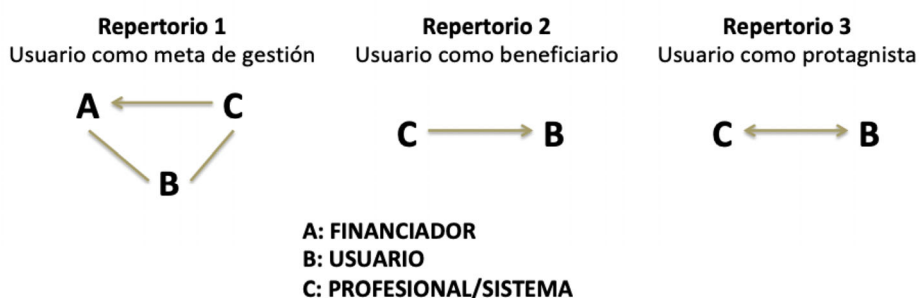 Repertorio 1
Usuario como meta de gestión
A
C
B
Repertorio 2
Usuario como beneficiario
C
B
Repertorio 3
Usuario como protagnista
C
B
A: FINANCIADOR
B: USUARIO
C: PROFESIONAL/SISTEMA